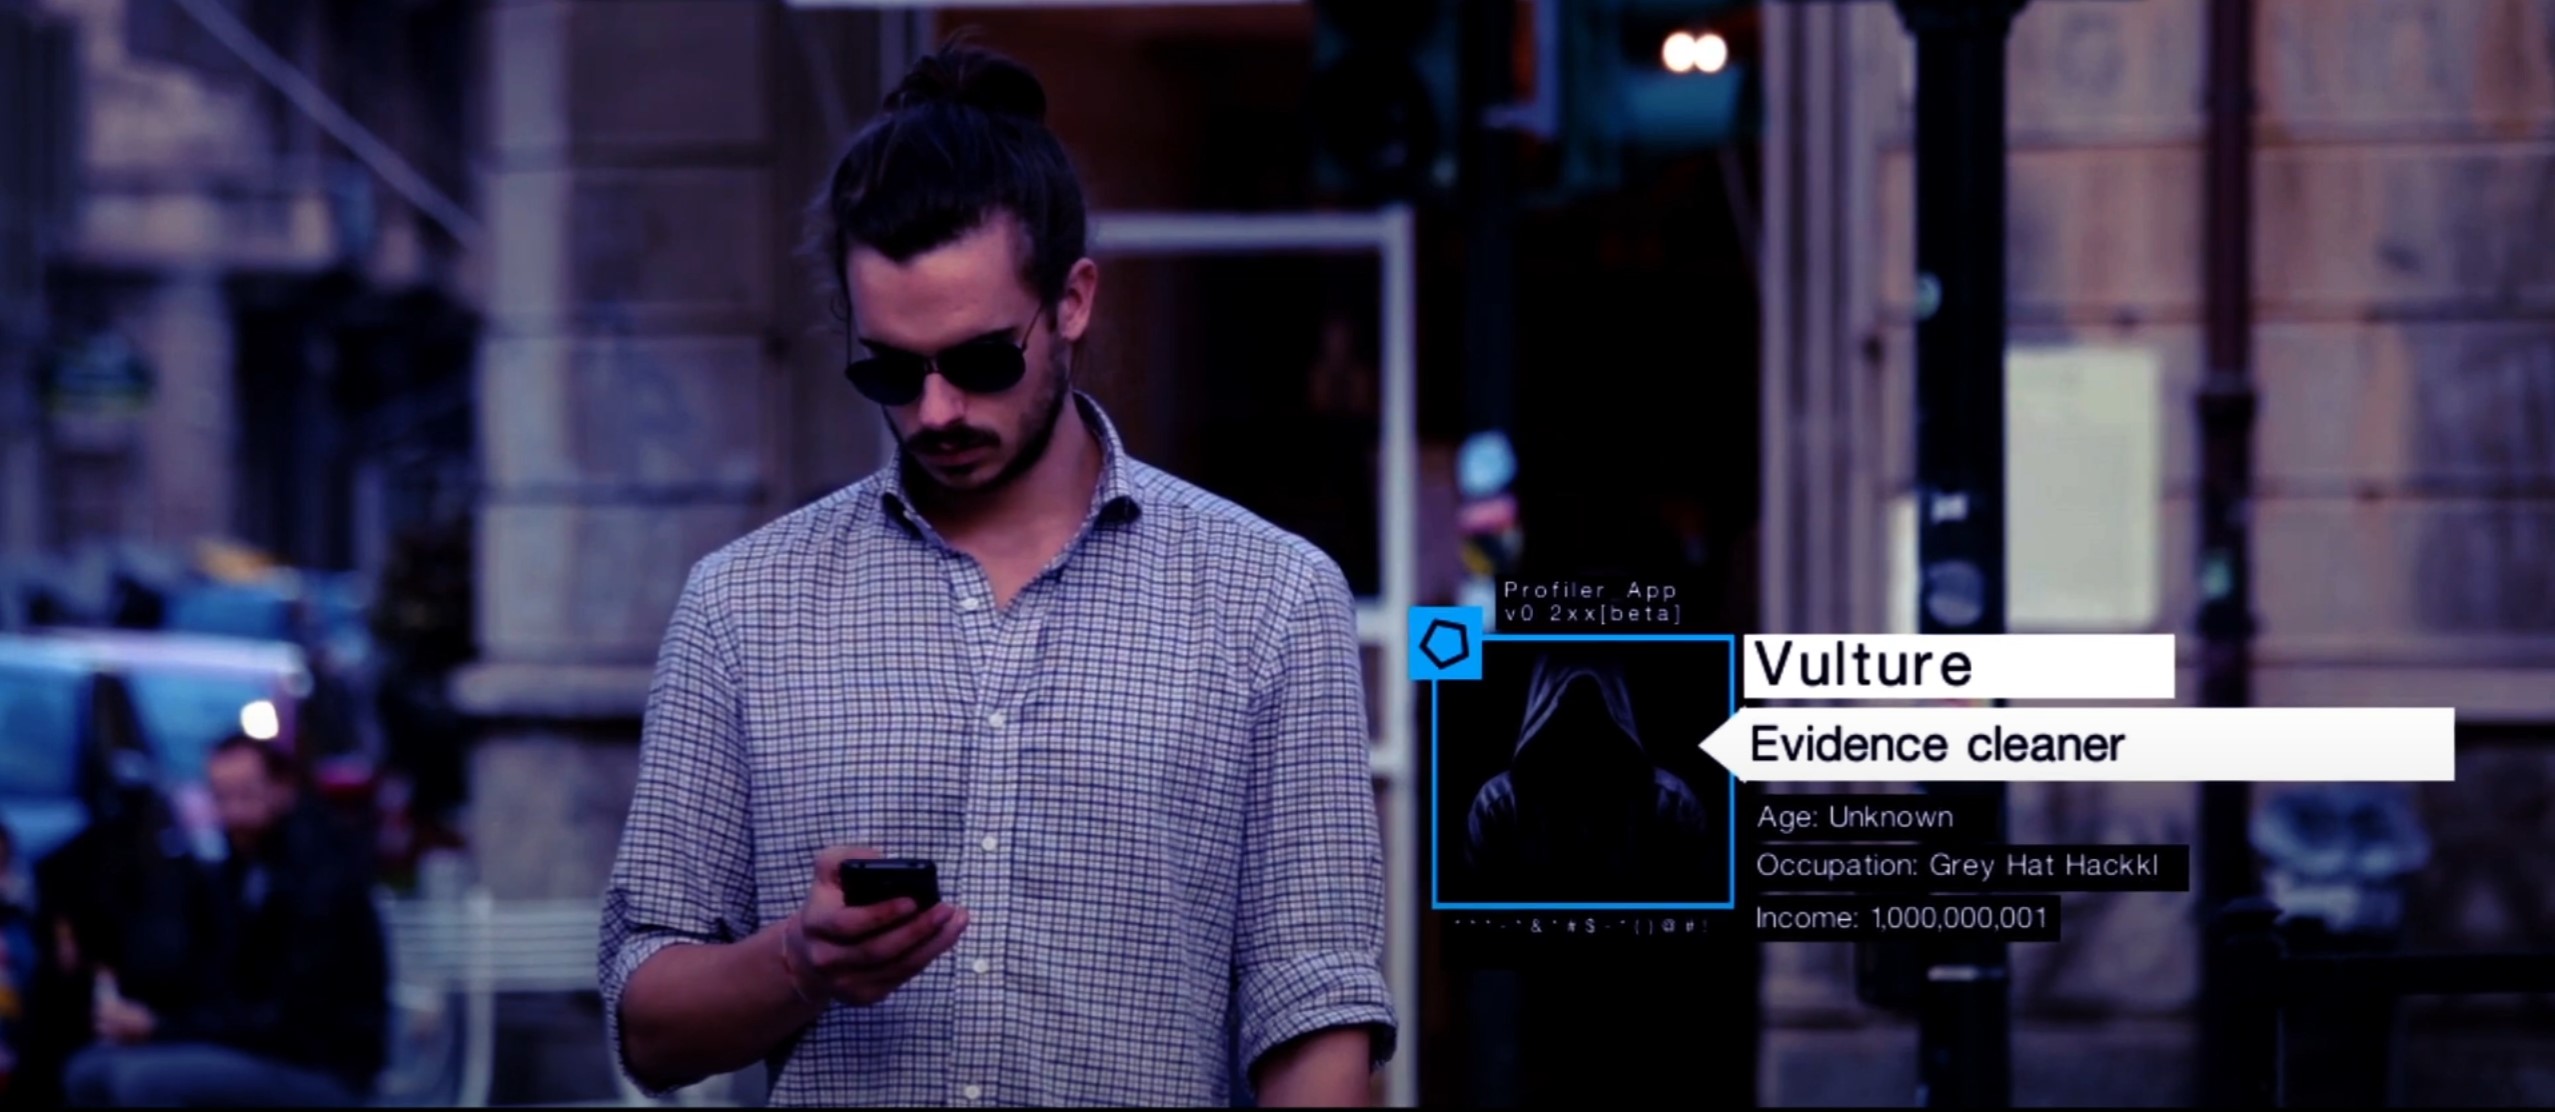 Profiler_App
v0 2xx[beta]
Vulture
Evidence cleaner
Age: Unknown
Occupation: Grey Hat Hackkl
Income: 1,000,000,001